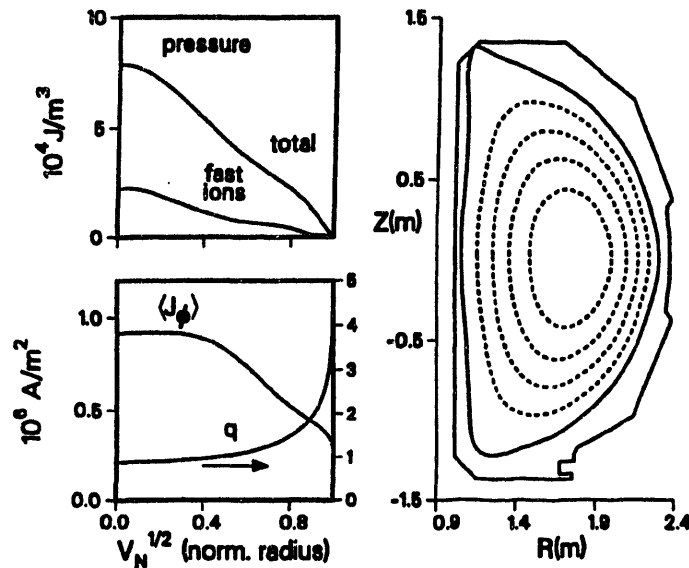 10
5
0
10⁴ J/m³
pressure
total
fast
ions
1.0
0.5
0.0
10⁶ A/m²
⟨J_ϕ⟩
q
5
4
3
2
1
0
0.0 0.4 0.8
V_N^1/2 (norm. radius)
1.5
0.5
Z(m)
-0.5
-1.5
0.9 1.4 1.9 2.4
R(m)